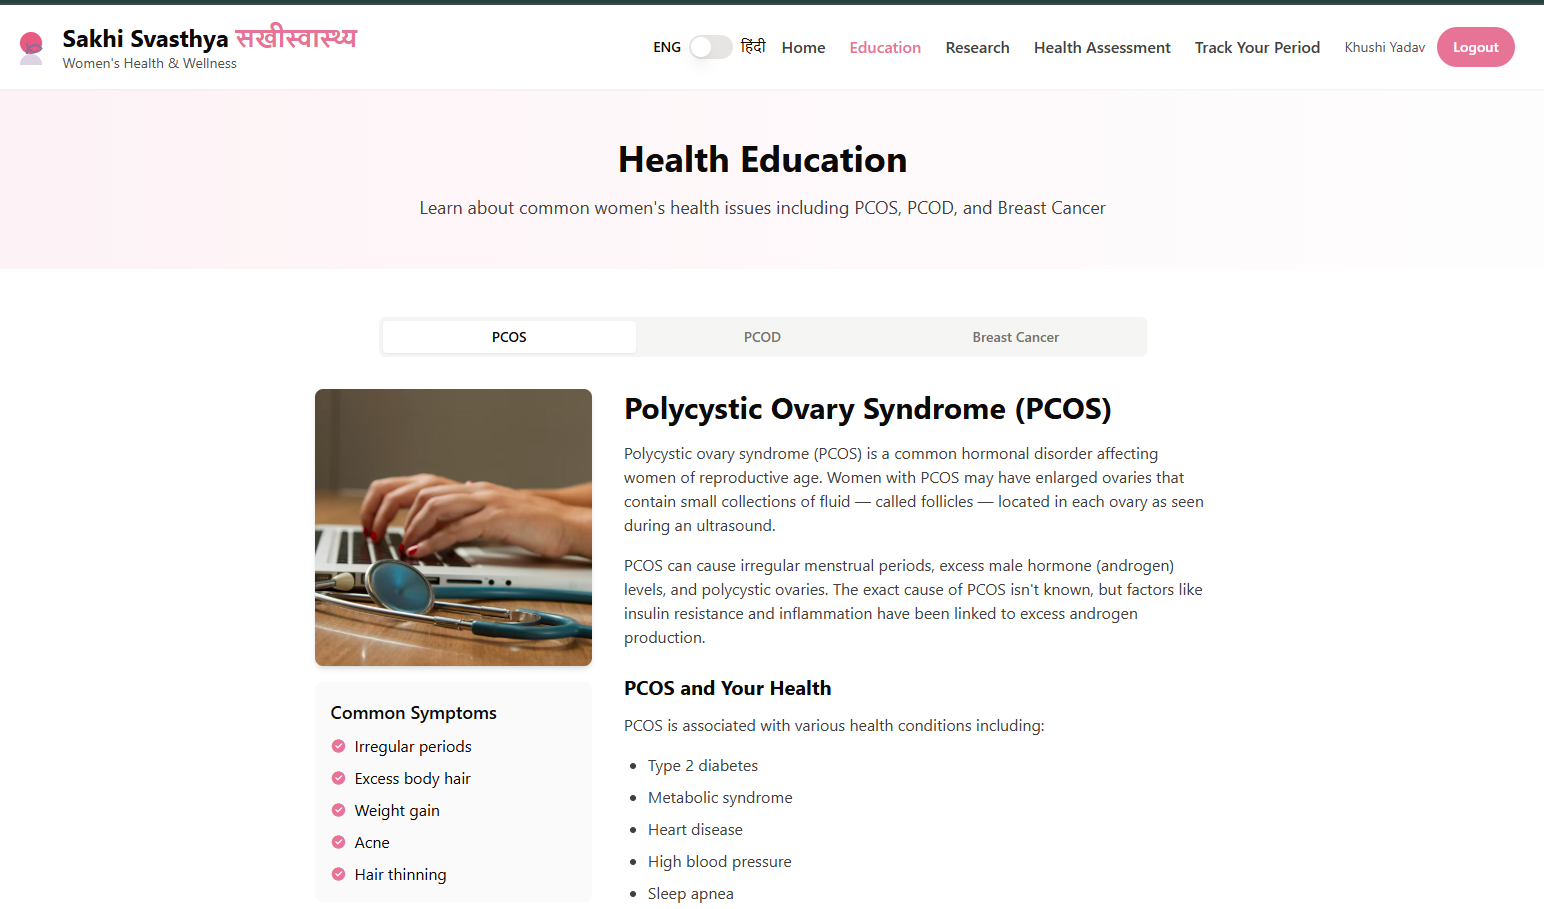 Sakhi Svasthya सखीस्वास्थ्य
Women's Health & Wellness
ENG हिंदी Home Education Research Health Assessment Track Your Period Khushi Yadav Logout
Health Education
Learn about common women's health issues including PCOS, PCOD, and Breast Cancer
PCOS PCOD Breast Cancer
Polycystic Ovary Syndrome (PCOS)
Polycystic ovary syndrome (PCOS) is a common hormonal disorder affecting
women of reproductive age. Women with PCOS may have enlarged ovaries that
contain small collections of fluid — called follicles — located in each ovary as seen
during an ultrasound.
PCOS can cause irregular menstrual periods, excess male hormone (androgen)
levels, and polycystic ovaries. The exact cause of PCOS isn't known, but factors like
insulin resistance and inflammation have been linked to excess androgen
production.
PCOS and Your Health
PCOS is associated with various health conditions including:
Type 2 diabetes
Metabolic syndrome
Heart disease
High blood pressure
Sleep apnea
Common Symptoms
Irregular periods
Excess body hair
Weight gain
Acne
Hair thinning